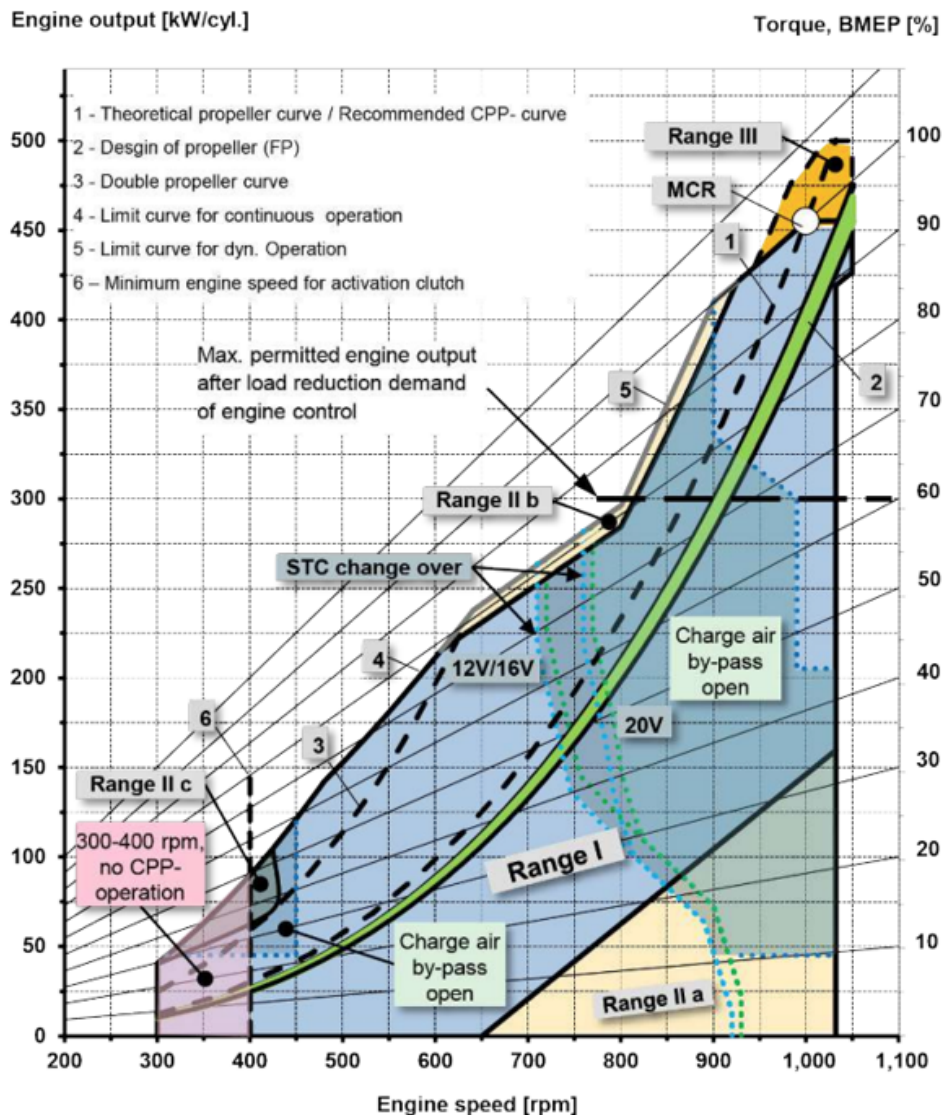 Engine output [kW/cyl.]
Torque, BMEP [%]
1 - Theoretical propeller curve / Recommended CPP- curve
2 - Desgin of propeller (FP)
3 - Double propeller curve
4 - Limit curve for continuous operation
5 - Limit curve for dyn. Operation
6 – Minimum engine speed for activation clutch
Range III
MCR
1
Max. permitted engine output
after load reduction demand
of engine control
5
2
Range II b
STC change over
4
12V/16V
Charge air
by-pass
open
6
3
20V
Range II c
300-400 rpm,
no CPP-
operation
Range I
Charge air
by-pass
open
Range II a
500
450
400
350
300
250
200
150
100
50
0
100
90
80
70
60
50
40
30
20
10
200
300
400
500
600
700
800
900
1,000
1,100
Engine speed [rpm]